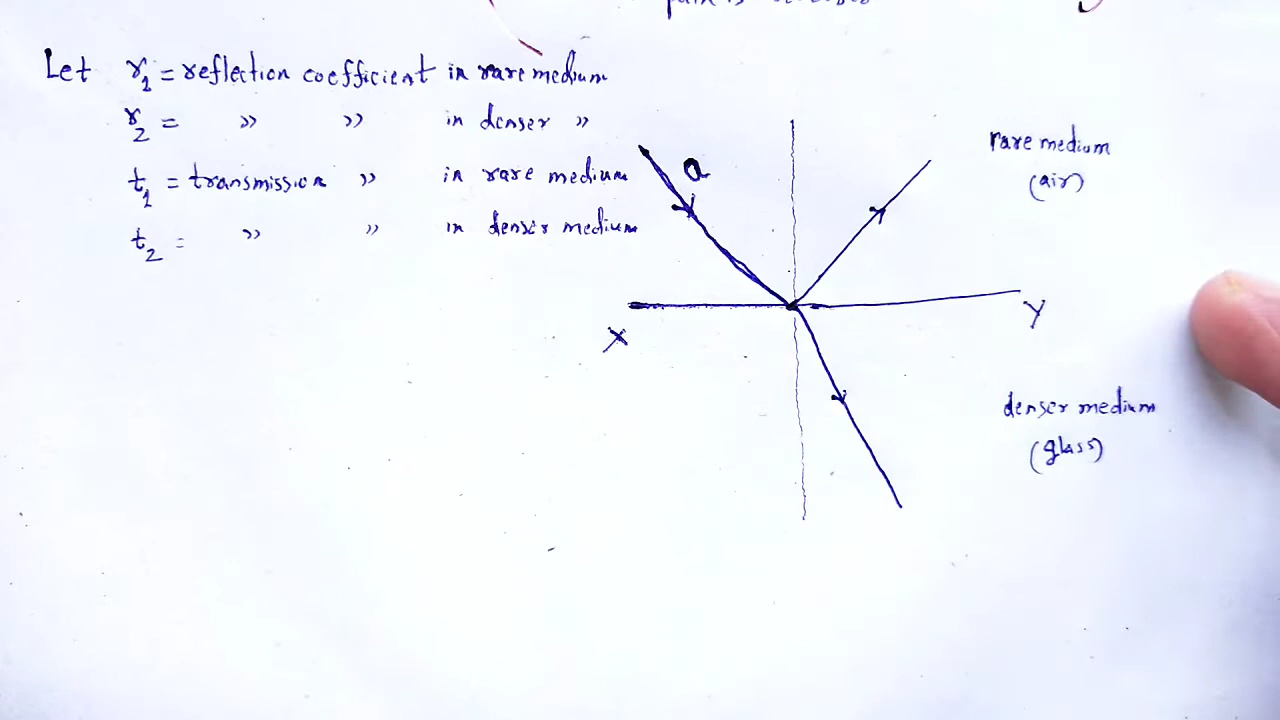 Let r₁ = reflection coefficient in rare medium
r₂ = " " in denser "
t₁ = transmission " in rare medium
t₂ = " " in denser medium
a
rare medium
(air)
X
Y
denser medium
(glass)